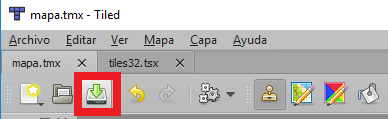 mapa.tmx - Tiled
Archivo Editar Ver Mapa Capa Ayuda
mapa.tmx tiles32.tsx